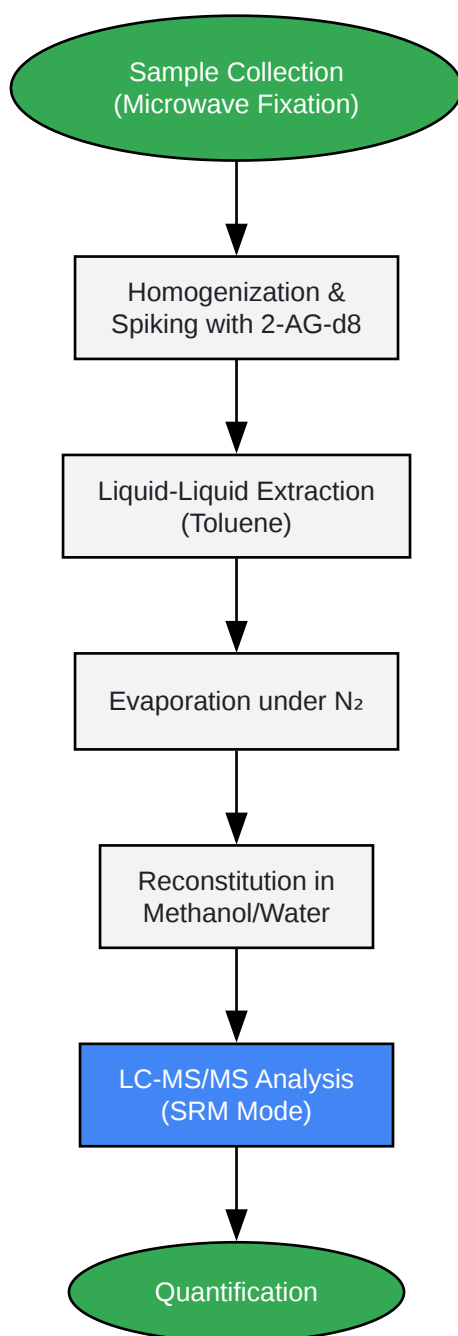 Sample Collection
(Microwave Fixation)
Homogenization &
Spiking with 2-AG-d8
Liquid-Liquid Extraction
(Toluene)
Evaporation under N₂
Reconstitution in
Methanol/Water
LC-MS/MS Analysis
(SRM Mode)
Quantification